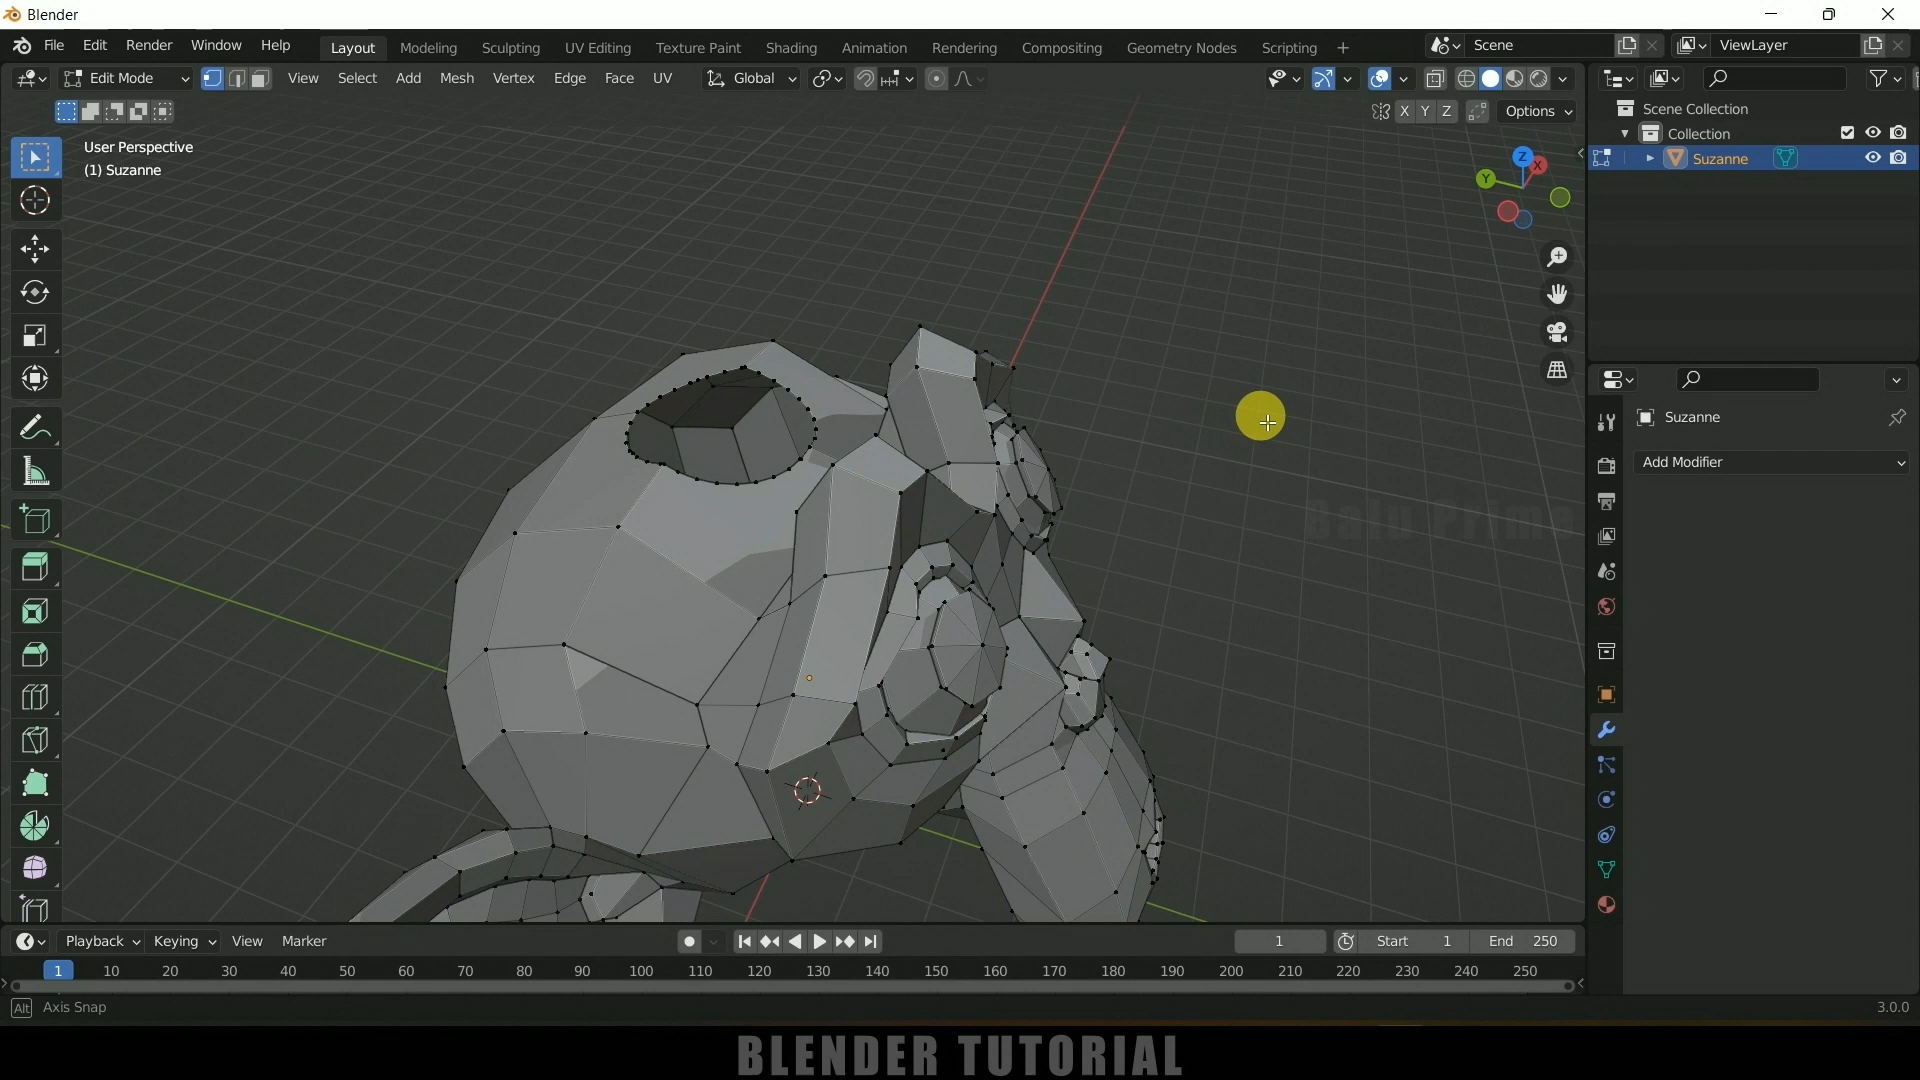 Blender
File Edit Render Window Help Layout Modeling Sculpting UV Editing Texture Paint Shading Animation Rendering Compositing Geometry Nodes Scripting + Scene ViewLayer
Edit Mode View Select Add Mesh Vertex Edge Face UV Global
X Y Z Options
Scene Collection
Collection
Suzanne
User Perspective
(1) Suzanne
Z
X
Y
Suzanne
Add Modifier
Balu Prime
Playback Keying View Marker 1 Start 1 End 250
1 10 20 30 40 50 60 70 80 90 100 110 120 130 140 150 160 170 180 190 200 210 220 230 240 250
Alt Axis Snap 3.0.0
BLENDER TUTORIAL